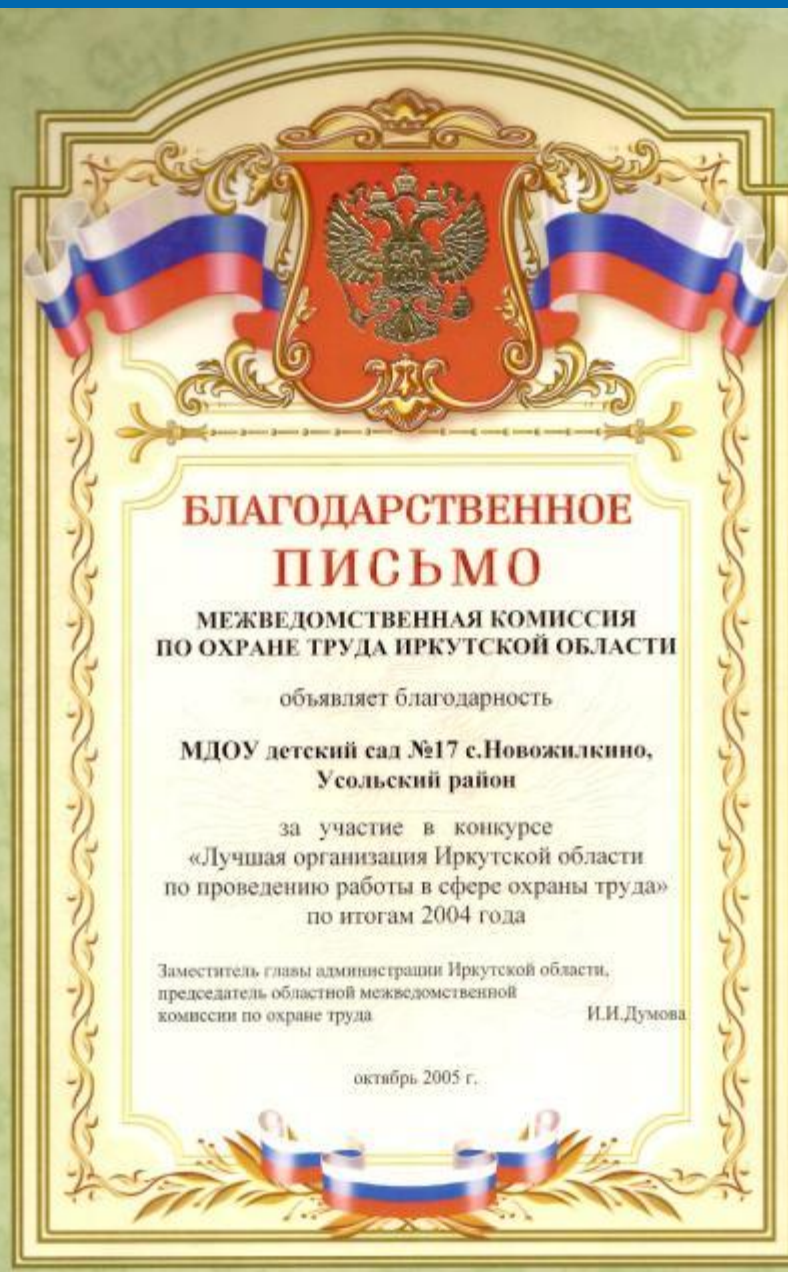 БЛАГОДАРСТВЕННОЕ
ПИСЬМО
МЕЖВЕДОМСТВЕННАЯ КОМИССИЯ
ПО ОХРАНЕ ТРУДА ИРКУТСКОЙ ОБЛАСТИ
объявляет благодарность
МДОУ детский сад №17 с.Новожилкино,
Усольский район
за участие в конкурсе
«Лучшая организация Иркутской области
по проведению работы в сфере охраны труда»
по итогам 2004 года
Заместитель главы администрации Иркутской области,
председатель областной межведомственной
комиссии по охране труда И.И.Думова
октябрь 2005 г.